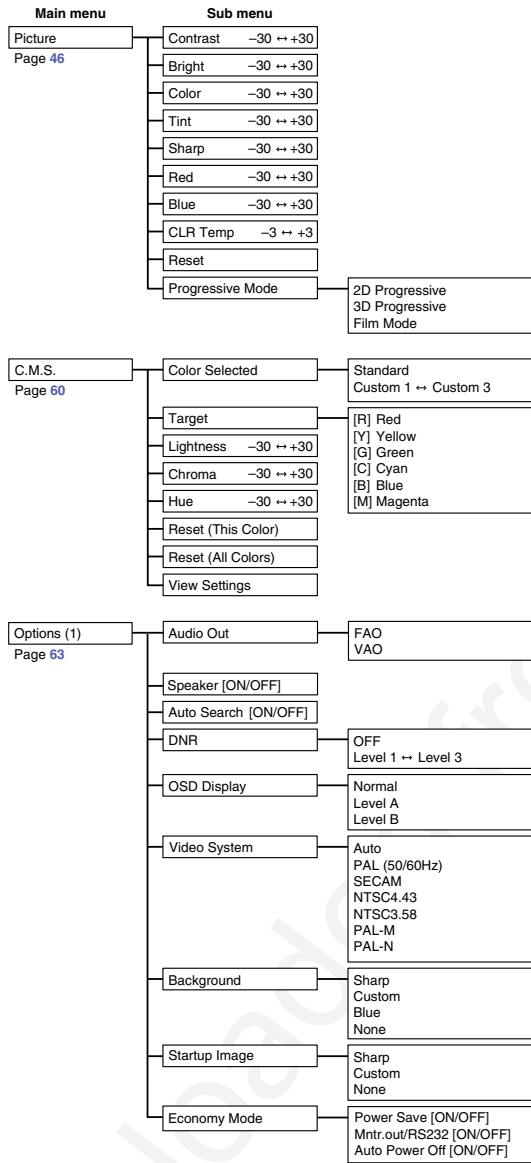 Main menu Sub menu
Picture
Page 46
Contrast –30 ↔ +30
Bright –30 ↔ +30
Color –30 ↔ +30
Tint –30 ↔ +30
Sharp –30 ↔ +30
Red –30 ↔ +30
Blue –30 ↔ +30
CLR Temp –3 ↔ +3
Reset
Progressive Mode
2D Progressive
3D Progressive
Film Mode
C.M.S.
Page 60
Color Selected
Standard
Custom 1 ↔ Custom 3
Target
[R] Red
[Y] Yellow
[G] Green
[C] Cyan
[B] Blue
[M] Magenta
Lightness –30 ↔ +30
Chroma –30 ↔ +30
Hue –30 ↔ +30
Reset (This Color)
Reset (All Colors)
View Settings
Options (1)
Page 63
Audio Out
FAO
VAO
Speaker [ON/OFF]
Auto Search [ON/OFF]
DNR
OFF
Level 1 ↔ Level 3
OSD Display
Normal
Level A
Level B
Video System
Auto
PAL (50/60Hz)
SECAM
NTSC4.43
NTSC3.58
PAL-M
PAL-N
Background
Sharp
Custom
Blue
None
Startup Image
Sharp
Custom
None
Economy Mode
Power Save [ON/OFF]
Mntr.out/RS232 [ON/OFF]
Auto Power Off [ON/OFF]